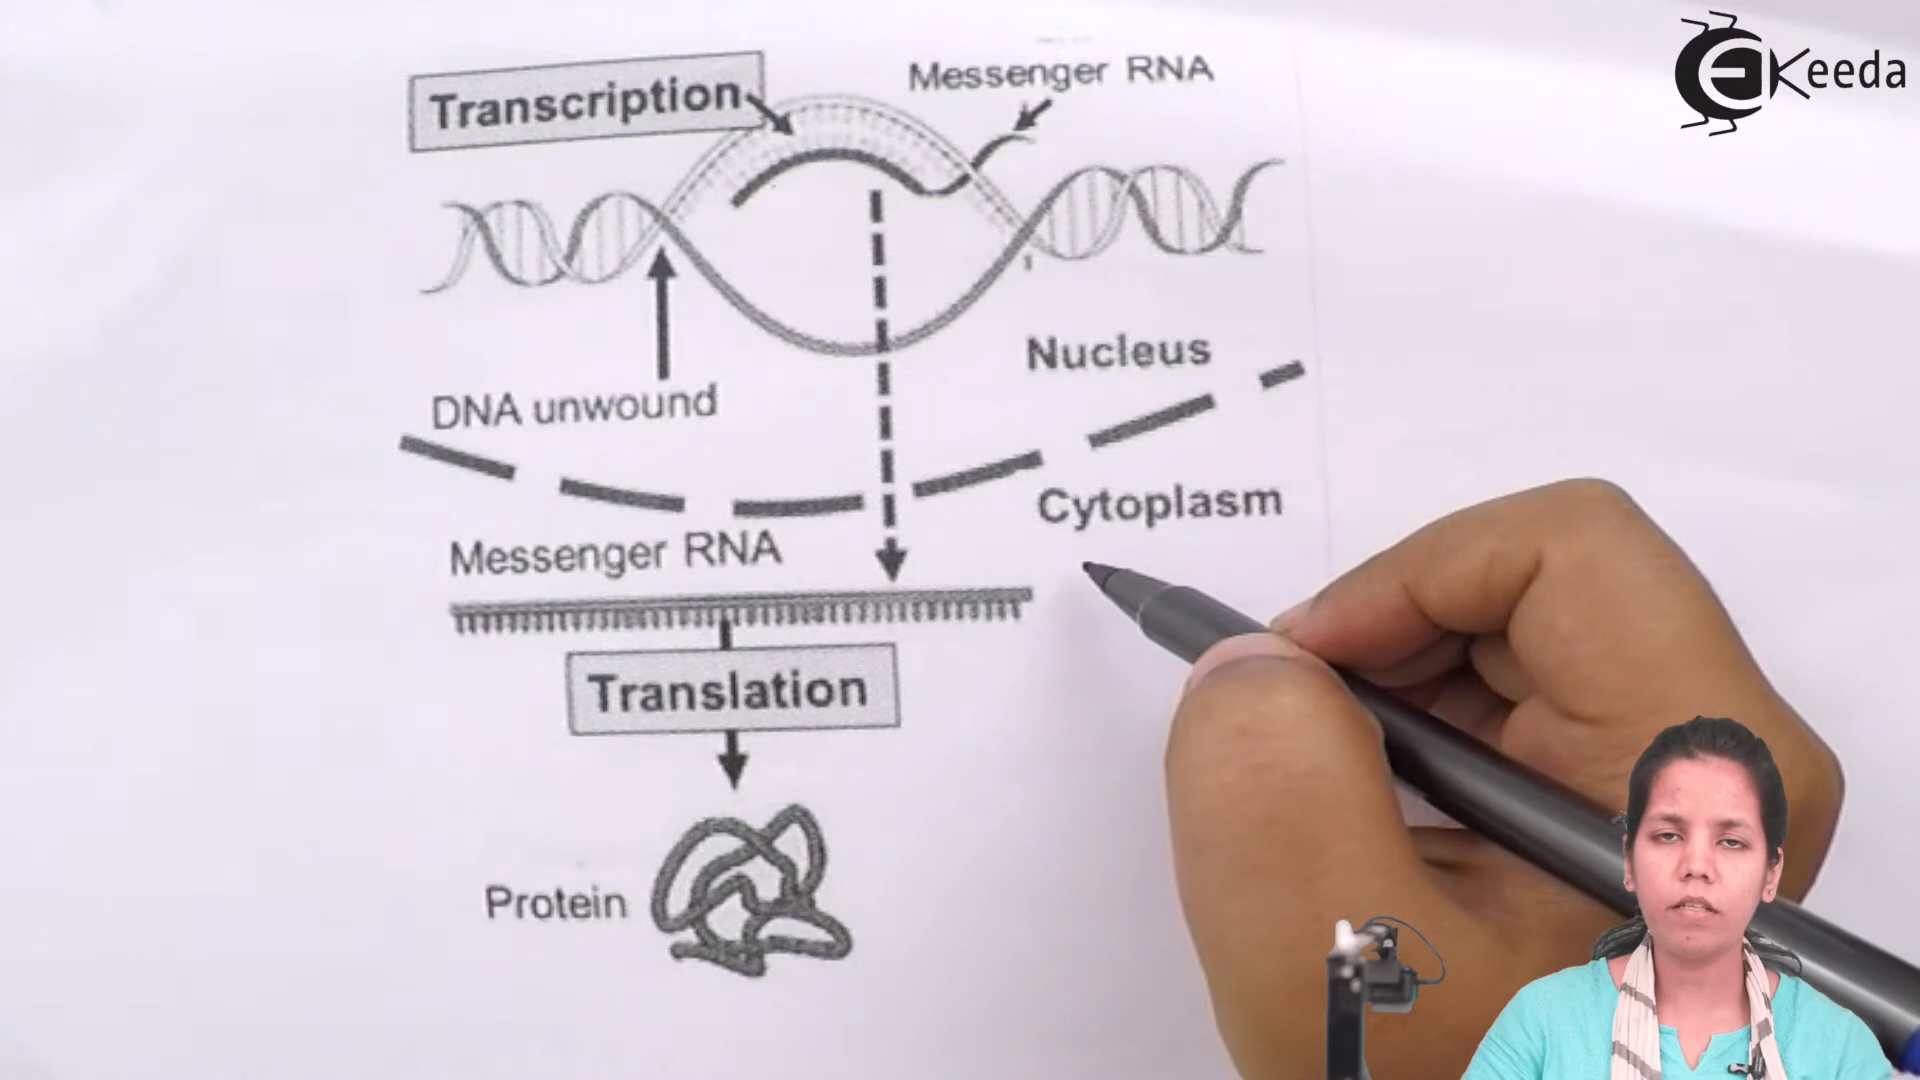 Transcription
Messenger RNA
Keeda
Nucleus
DNA unwound
Cytoplasm
Messenger RNA
Translation
Protein